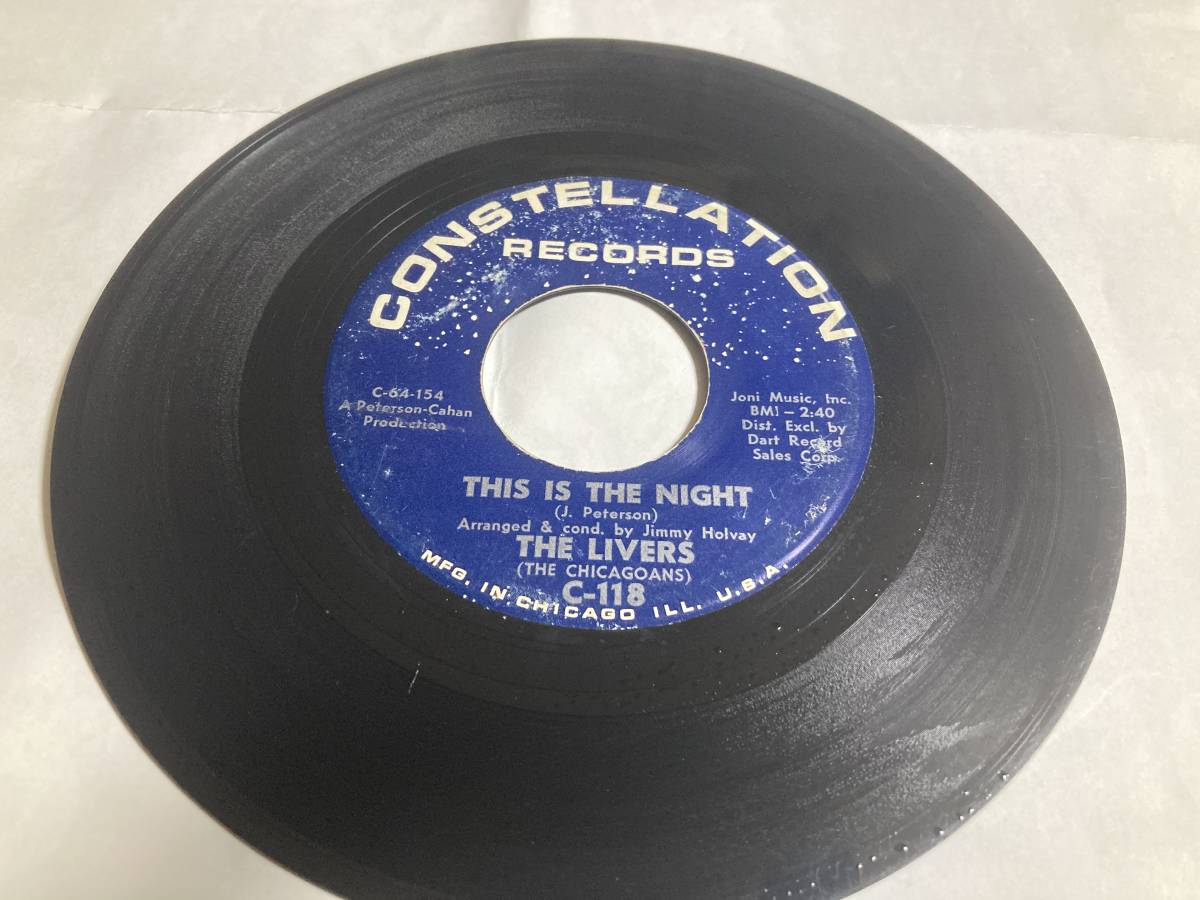 CONSTELLATION
RECORDS
C-64-154
A Peterson-Cahan
Production
Joni Music, Inc.
BMI - 2:40
Dist. Excl. by
Dart Record
Sales Corp.
THIS IS THE NIGHT
(J. Peterson)
Arranged & cond. by Jimmy Holvay
THE LIVERS
(THE CHICAGOANS)
C-118
MFG. IN CHICAGO ILL. U.S.A.